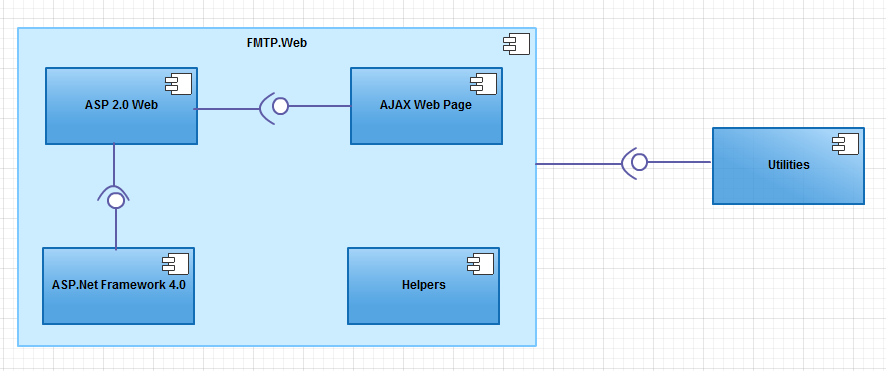 FMTP.Web
ASP 2.0 Web
AJAX Web Page
Utilities
ASP.Net Framework 4.0
Helpers